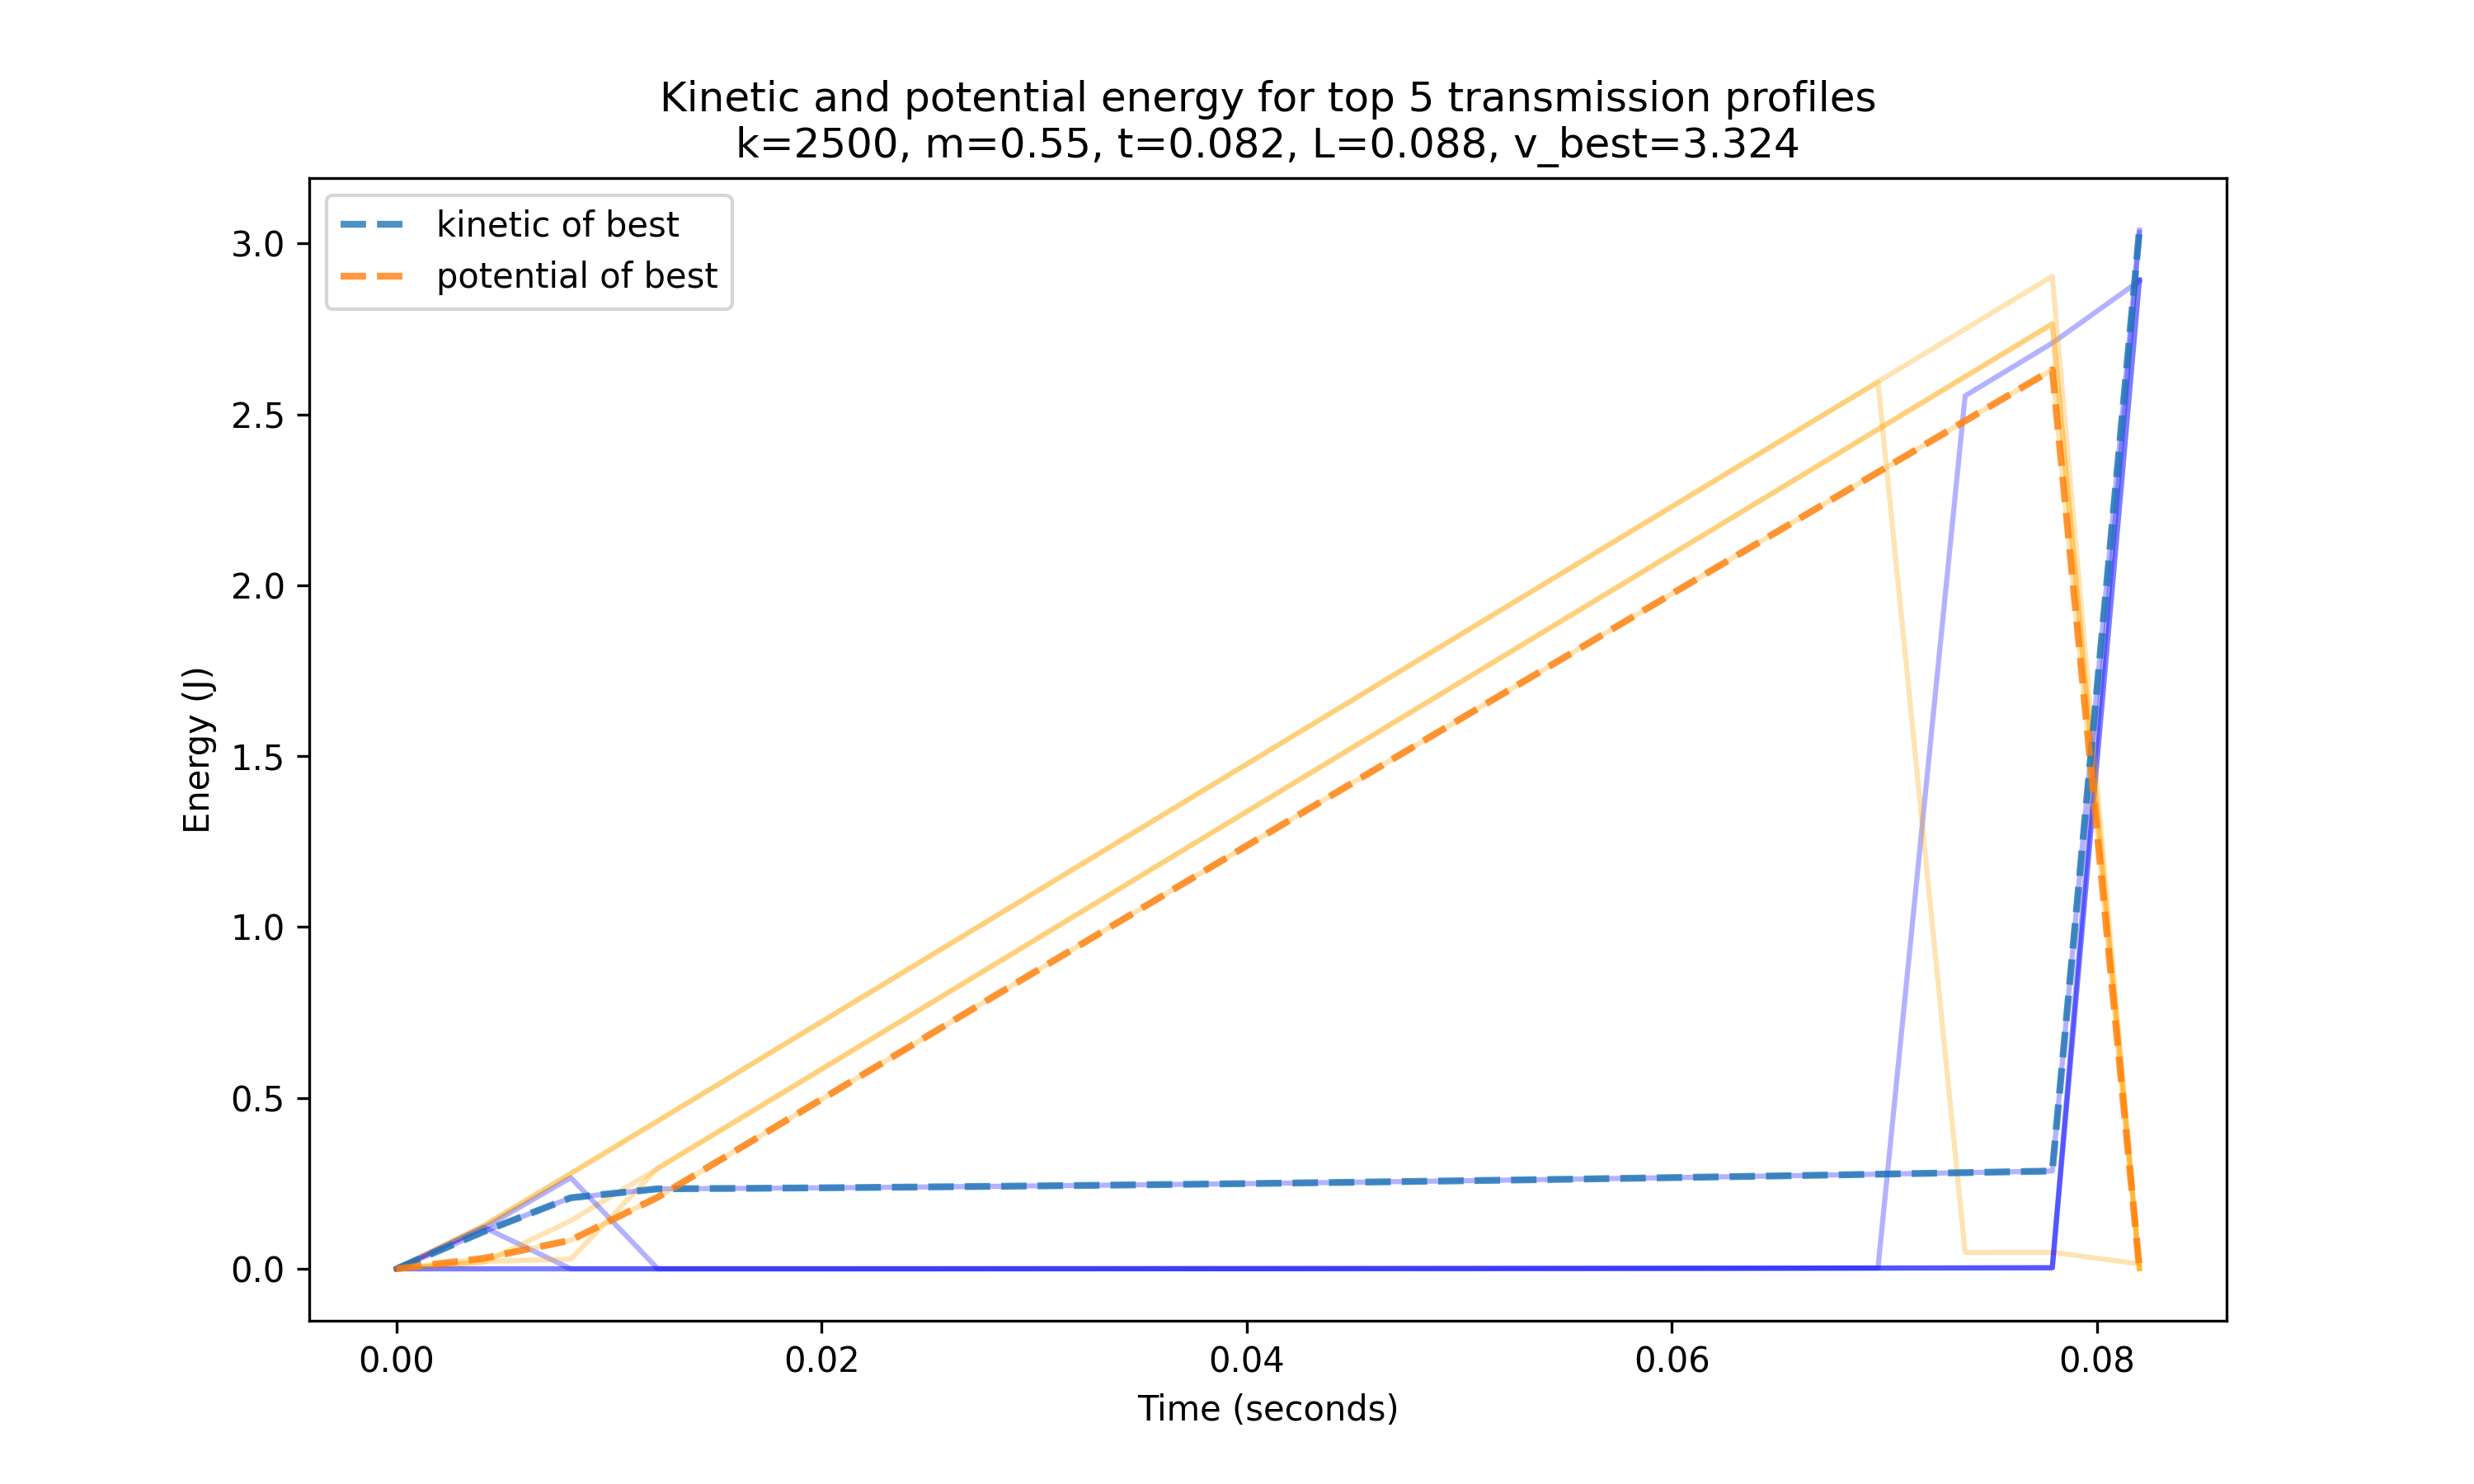 Kinetic and potential energy for top 5 transmission profiles
k=2500, m=0.55, t=0.082, L=0.088, v_best=3.324
kinetic of best
potential of best
3.0
2.5
2.0
1.5
1.0
0.5
0.0
Energy (J)
0.00 0.02 0.04 0.06 0.08
Time (seconds)